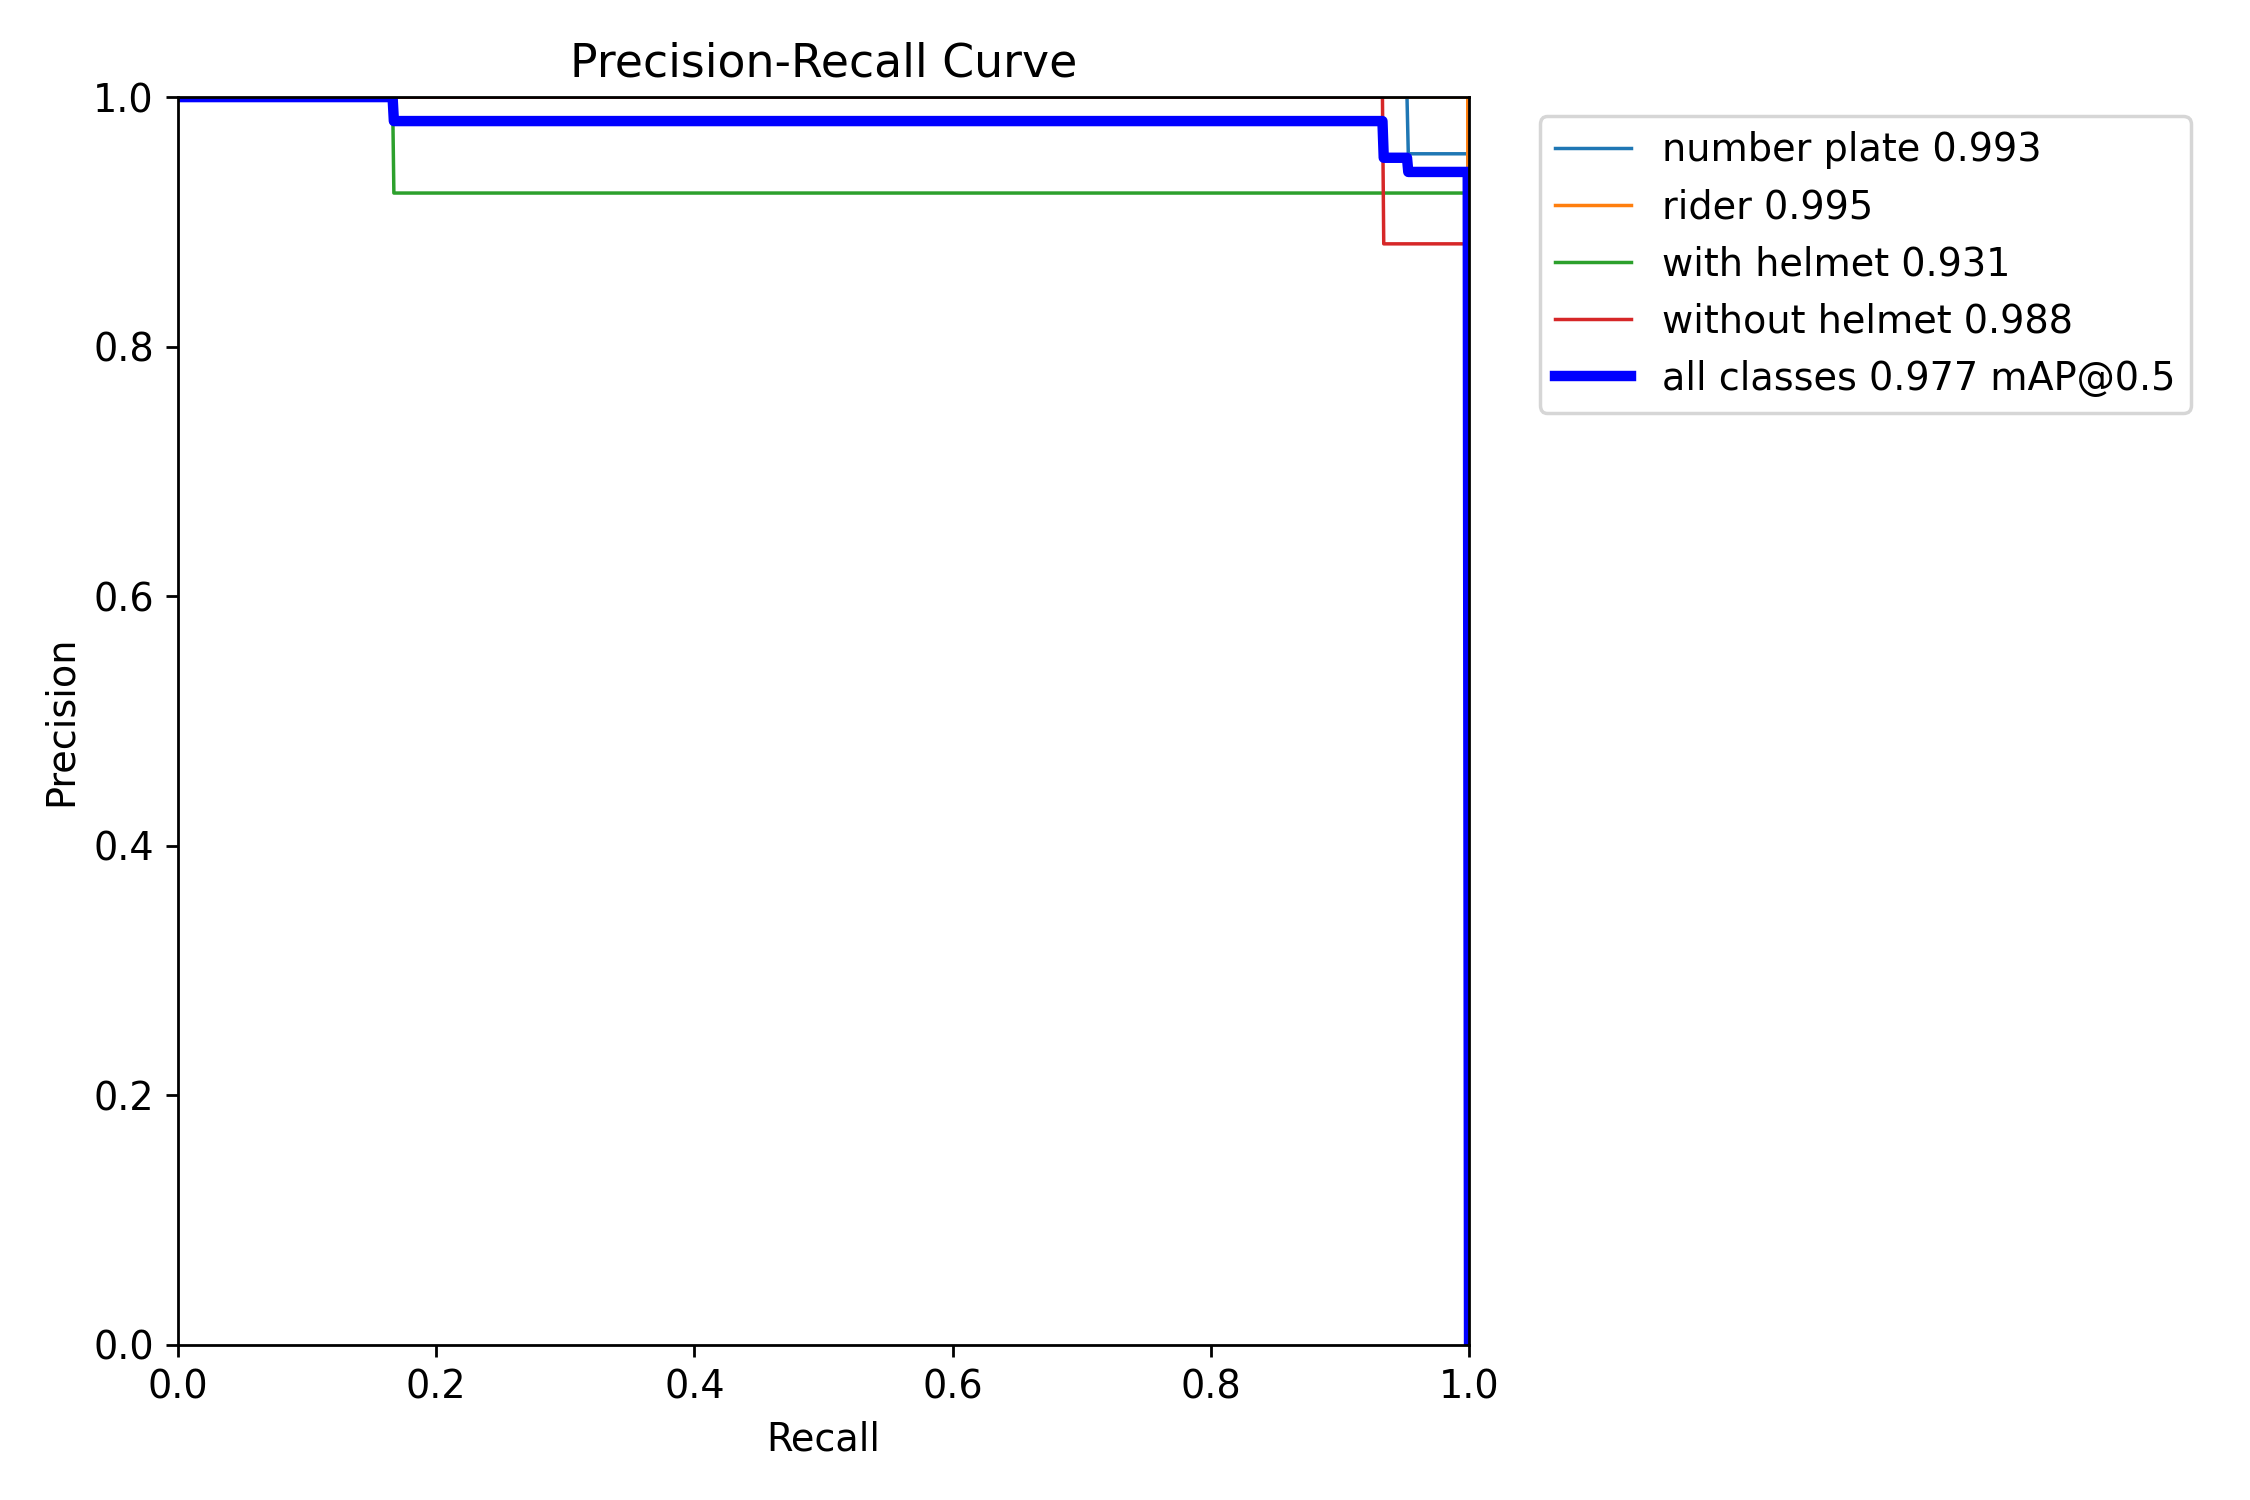 Precision-Recall Curve
1.0
0.8
0.6
0.4
0.2
0.0
Precision
0.0 0.2 0.4 0.6 0.8 1.0
Recall
number plate 0.993
rider 0.995
with helmet 0.931
without helmet 0.988
all classes 0.977 mAP@0.5